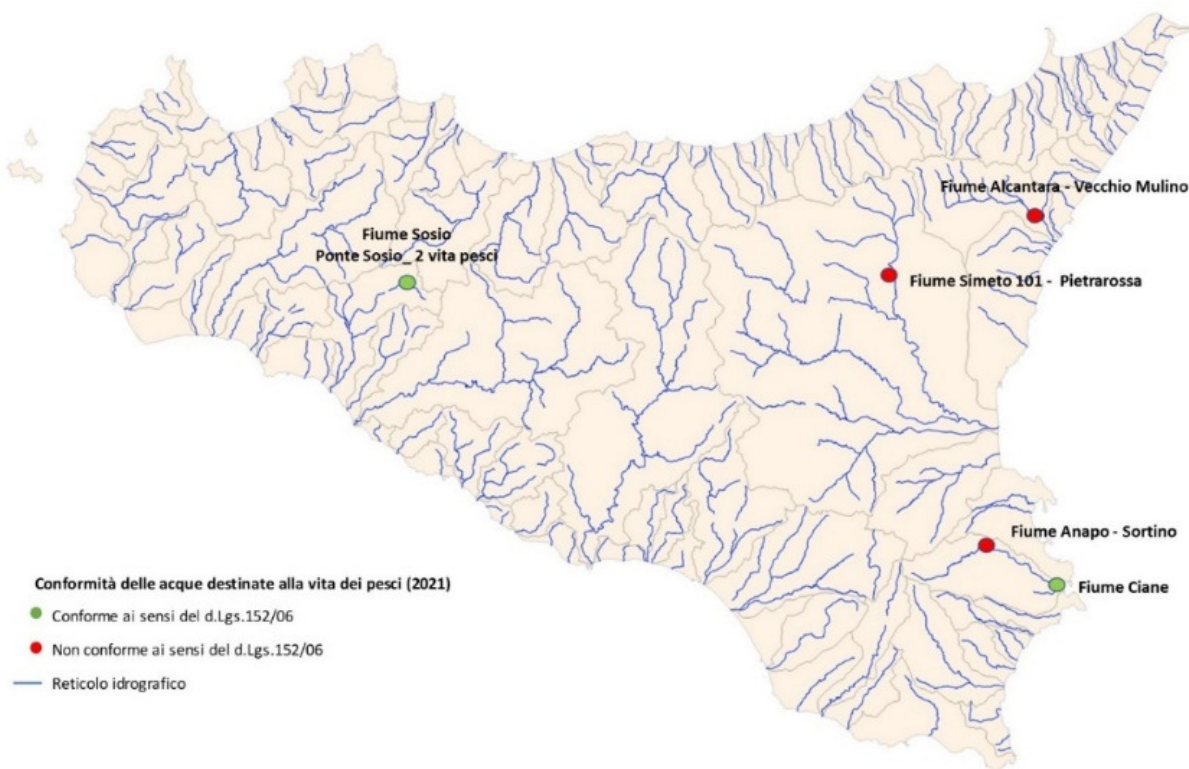 Fiume Alcantara - Vecchio Mulino
Fiume Sosio
Ponte Sosio_ 2 vita pesci
Fiume Simeto 101 - Pietrarossa
Fiume Anapo - Sortino
Fiume Ciane
Conformità delle acque destinate alla vita dei pesci (2021)
Conforme ai sensi del d.Lgs.152/06
Non conforme ai sensi del d.Lgs.152/06
Reticolo idrografico